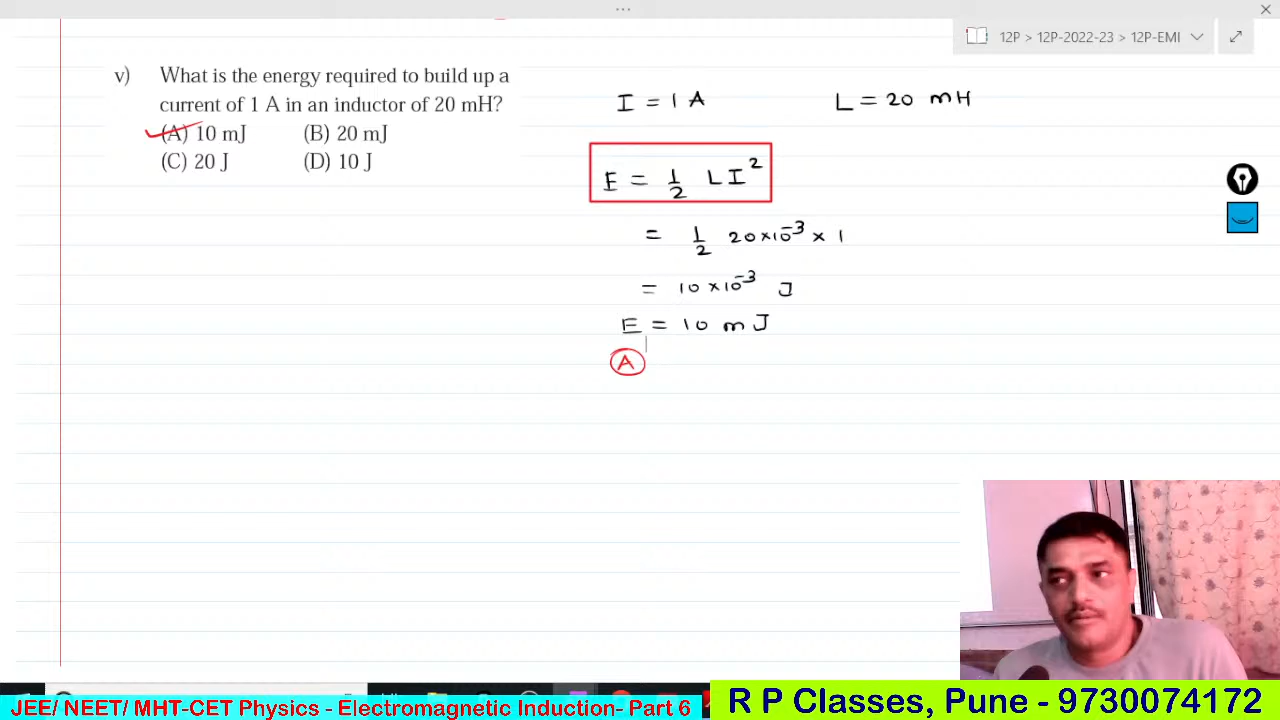 12P > 12P-2022-23 > 12P-EMI
v) What is the energy required to build up a
current of 1 A in an inductor of 20 mH?
(A) 10 mJ (B) 20 mJ
(C) 20 J (D) 10 J
I = 1 A L = 20 mH
E = 1/2 L I²
= 1/2 20×10⁻³ × 1
= 10×10⁻³ J
E = 10 mJ
A
JEE/ NEET/ MHT-CET Physics - Electromagnetic Induction- Part 6
R P Classes, Pune - 9730074172